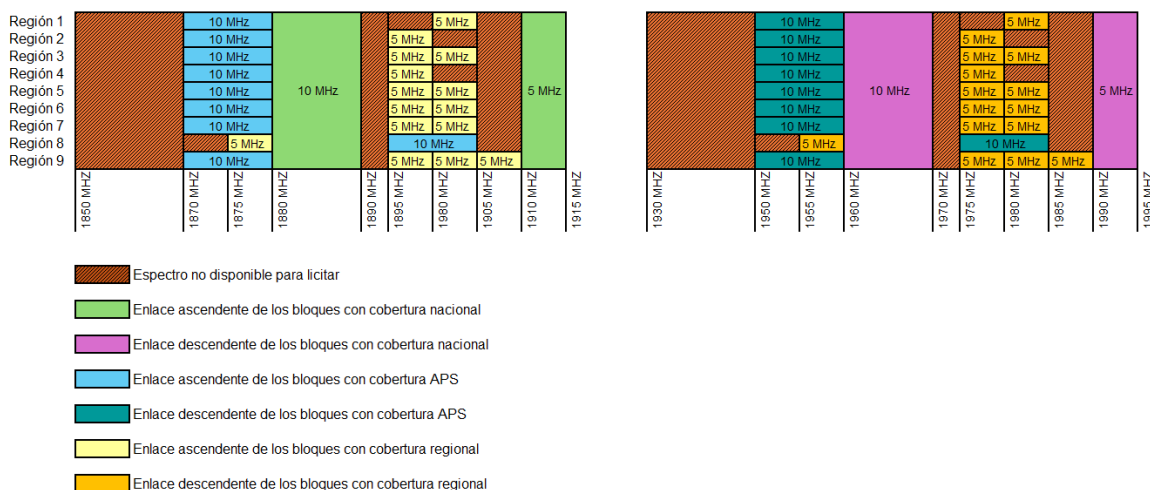 Región 1 10 MHz 5 MHz 10 MHz 5 MHz
Región 2 10 MHz 5 MHz 10 MHz 5 MHz
Región 3 10 MHz 5 MHz 5 MHz 10 MHz 5 MHz 5 MHz
Región 4 10 MHz 5 MHz 10 MHz 5 MHz
Región 5 10 MHz 10 MHz 5 MHz 5 MHz 5 MHz 10 MHz 10 MHz 5 MHz 5 MHz 5 MHz
Región 6 10 MHz 5 MHz 5 MHz 10 MHz 5 MHz 5 MHz
Región 7 10 MHz 5 MHz 5 MHz 10 MHz 5 MHz 5 MHz
Región 8 5 MHz 10 MHz 5 MHz 10 MHz
Región 9 10 MHz 5 MHz 5 MHz 5 MHz 10 MHz 5 MHz 5 MHz 5 MHz
1850 MHZ
1870 MHZ
1875 MHZ
1880 MHZ
1890 MHZ
1895 MHZ
1980 MHZ
1905 MHZ
1910 MHZ
1915 MHZ
1930 MHZ
1950 MHZ
1955 MHZ
1960 MHZ
1970 MHZ
1975 MHZ
1980 MHZ
1985 MHZ
1990 MHZ
1995 MHZ
Espectro no disponible para licitar
Enlace ascendente de los bloques con cobertura nacional
Enlace descendente de los bloques con cobertura nacional
Enlace ascendente de los bloques con cobertura APS
Enlace descendente de los bloques con cobertura APS
Enlace ascendente de los bloques con cobertura regional
Enlace descendente de los bloques con cobertura regional